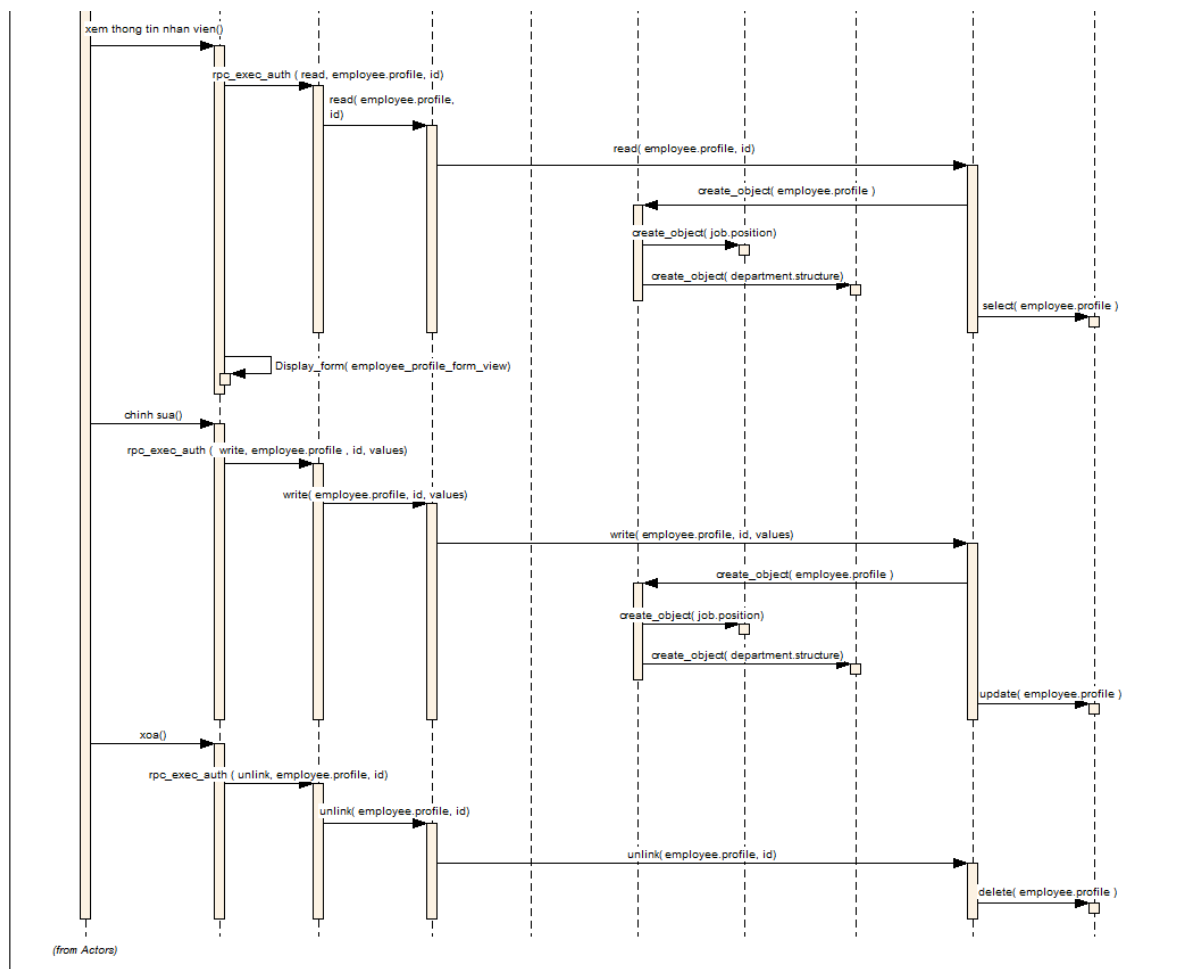 xem thong tin nhan vien()
rpc_exec_auth ( read, employee.profile, id)
read( employee.profile,
id)
read( employee.profile, id)
create_object( employee.profile )
create_object( job.position)
create_object( department.structure)
select( employee.profile )
Display_form( employee_profile_form_view)
chinh sua()
rpc_exec_auth ( write, employee.profile , id, values)
write( employee.profile, id, values)
write( employee.profile, id, values)
create_object( employee.profile )
create_object( job.position)
create_object( department.structure)
update( employee.profile )
xoa()
rpc_exec_auth ( unlink, employee.profile, id)
unlink( employee.profile, id)
unlink( employee.profile, id)
delete( employee.profile )
(from Actors)